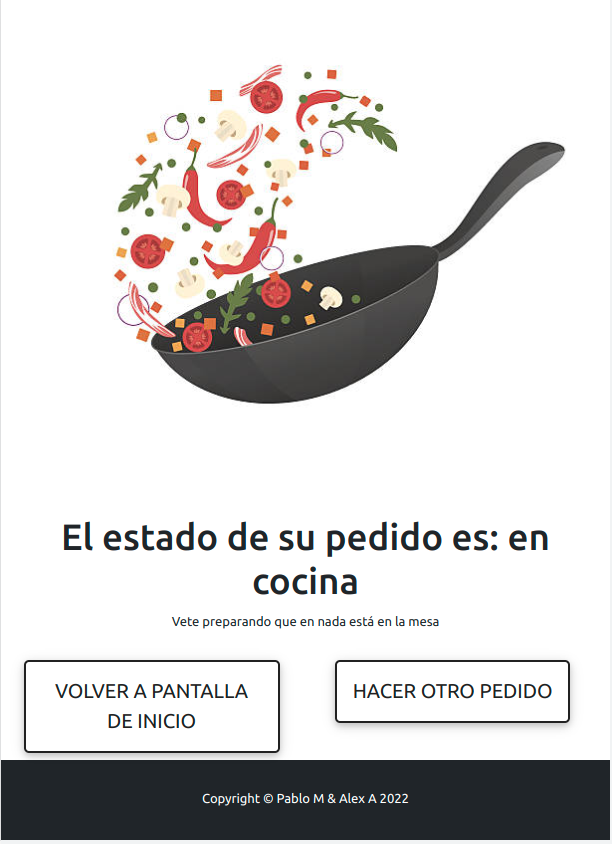 El estado de su pedido es: en
cocina
Vete preparando que en nada está en la mesa
VOLVER A PANTALLA
DE INICIO
HACER OTRO PEDIDO
Copyright © Pablo M & Alex A 2022